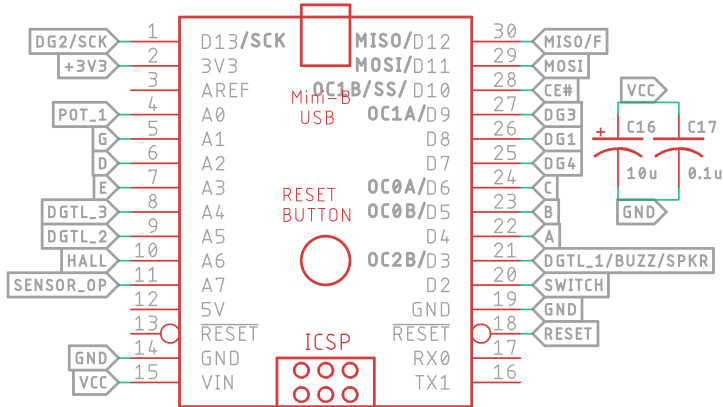 DG2/SCK 1 D13/SCK MISO/D12 30 MISO/F
+3V3 2 3V3 MOSI/D11 29 MOSI
3 AREF OC1B/SS/D10 28 CE# VCC
Mini-B
USB
POT_1 4 A0 OC1A/D9 27 DG3
+ C16 C17
G 5 A1 D8 26 DG1
D 6 A2 D7 25 DG4
10u 0.1u
E 7 A3 OC0A/D6 24 C
RESET
BUTTON
DGTL_3 8 A4 OC0B/D5 23 B GND
DGTL_2 9 A5 D4 22 A
HALL 10 A6 OC2B/D3 21 DGTL_1/BUZZ/SPKR
SENSOR_OP 11 A7 D2 20 SWITCH
12 5V GND 19 GND
13 RESET RESET 18 RESET
ICSP
GND 14 GND RX0 17
VCC 15 VIN TX1 16